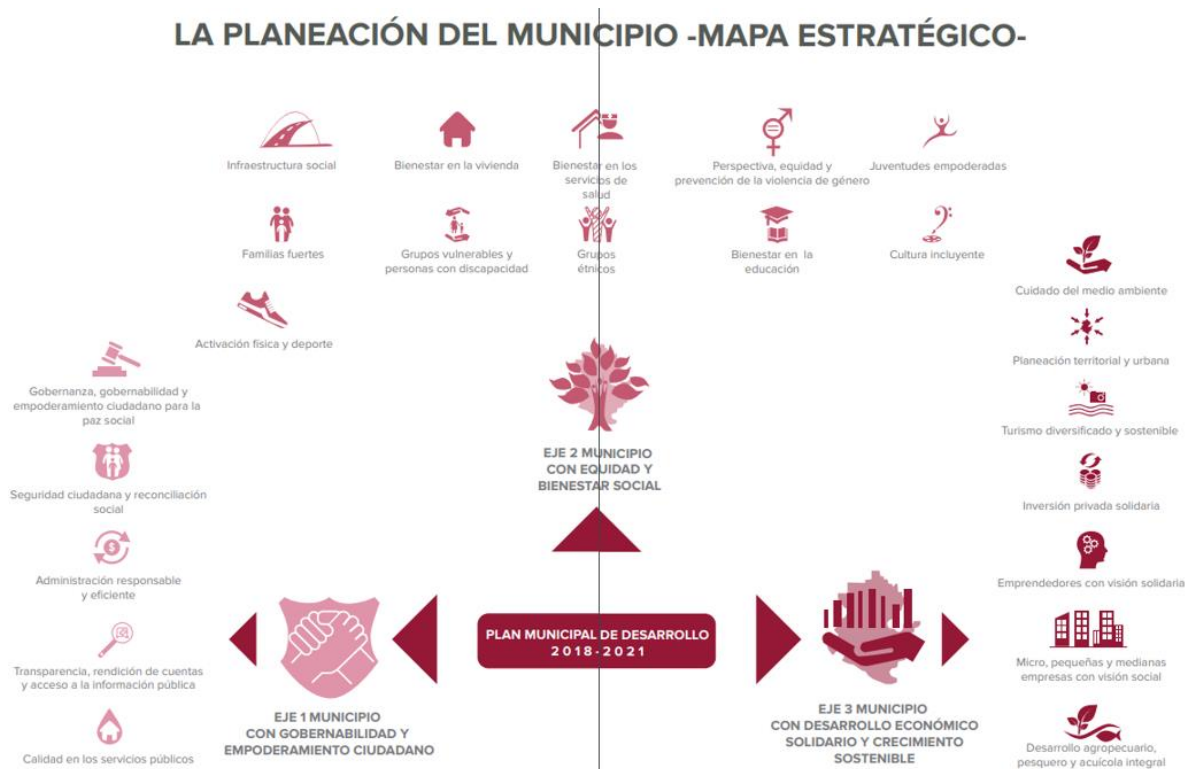 LA PLANEACIÓN DEL MUNICIPIO -MAPA ESTRATÉGICO-
Infraestructura social
Bienestar en la vivienda
Bienestar en los
servicios de
salud
Perspectiva, equidad y
prevención de la violencia de género
Juventudes empoderadas
Familias fuertes
Grupos vulnerables y
personas con discapacidad
Grupos
étnicos
Bienestar en la
educación
Cultura incluyente
Activación física y deporte
Gobernanza, gobernabilidad y
empoderamiento ciudadano para la
paz social
Seguridad ciudadana y reconciliación
social
Administración responsable
y eficiente
Transparencia, rendición de cuentas
y acceso a la información pública
Calidad en los servicios públicos
EJE 2 MUNICIPIO
CON EQUIDAD Y
BIENESTAR SOCIAL
PLAN MUNICIPAL DE DESARROLLO
2018-2021
EJE 1 MUNICIPIO
CON GOBERNABILIDAD Y
EMPODERAMIENTO CIUDADANO
EJE 3 MUNICIPIO
CON DESARROLLO ECONÓMICO
SOLIDARIO Y CRECIMIENTO
SOSTENIBLE
Cuidado del medio ambiente
Planeación territorial y urbana
Turismo diversificado y sostenible
Inversión privada solidaria
Emprendedores con visión solidaria
Micro, pequeñas y medianas
empresas con visión social
Desarrollo agropecuario,
pesquero y acuícola integral